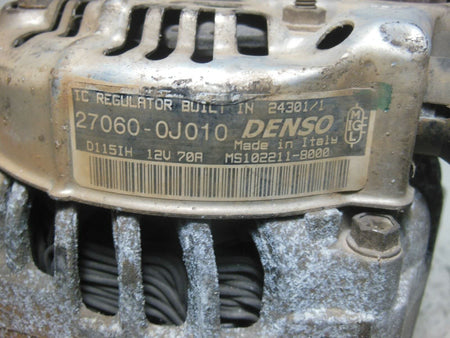 IC REGULATOR BUILT IN 24301/1
27060-0J010 DENSO
Made in Italy
D115IH 12V 70A MS102211-8000